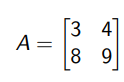 A = [3 4
8 9]